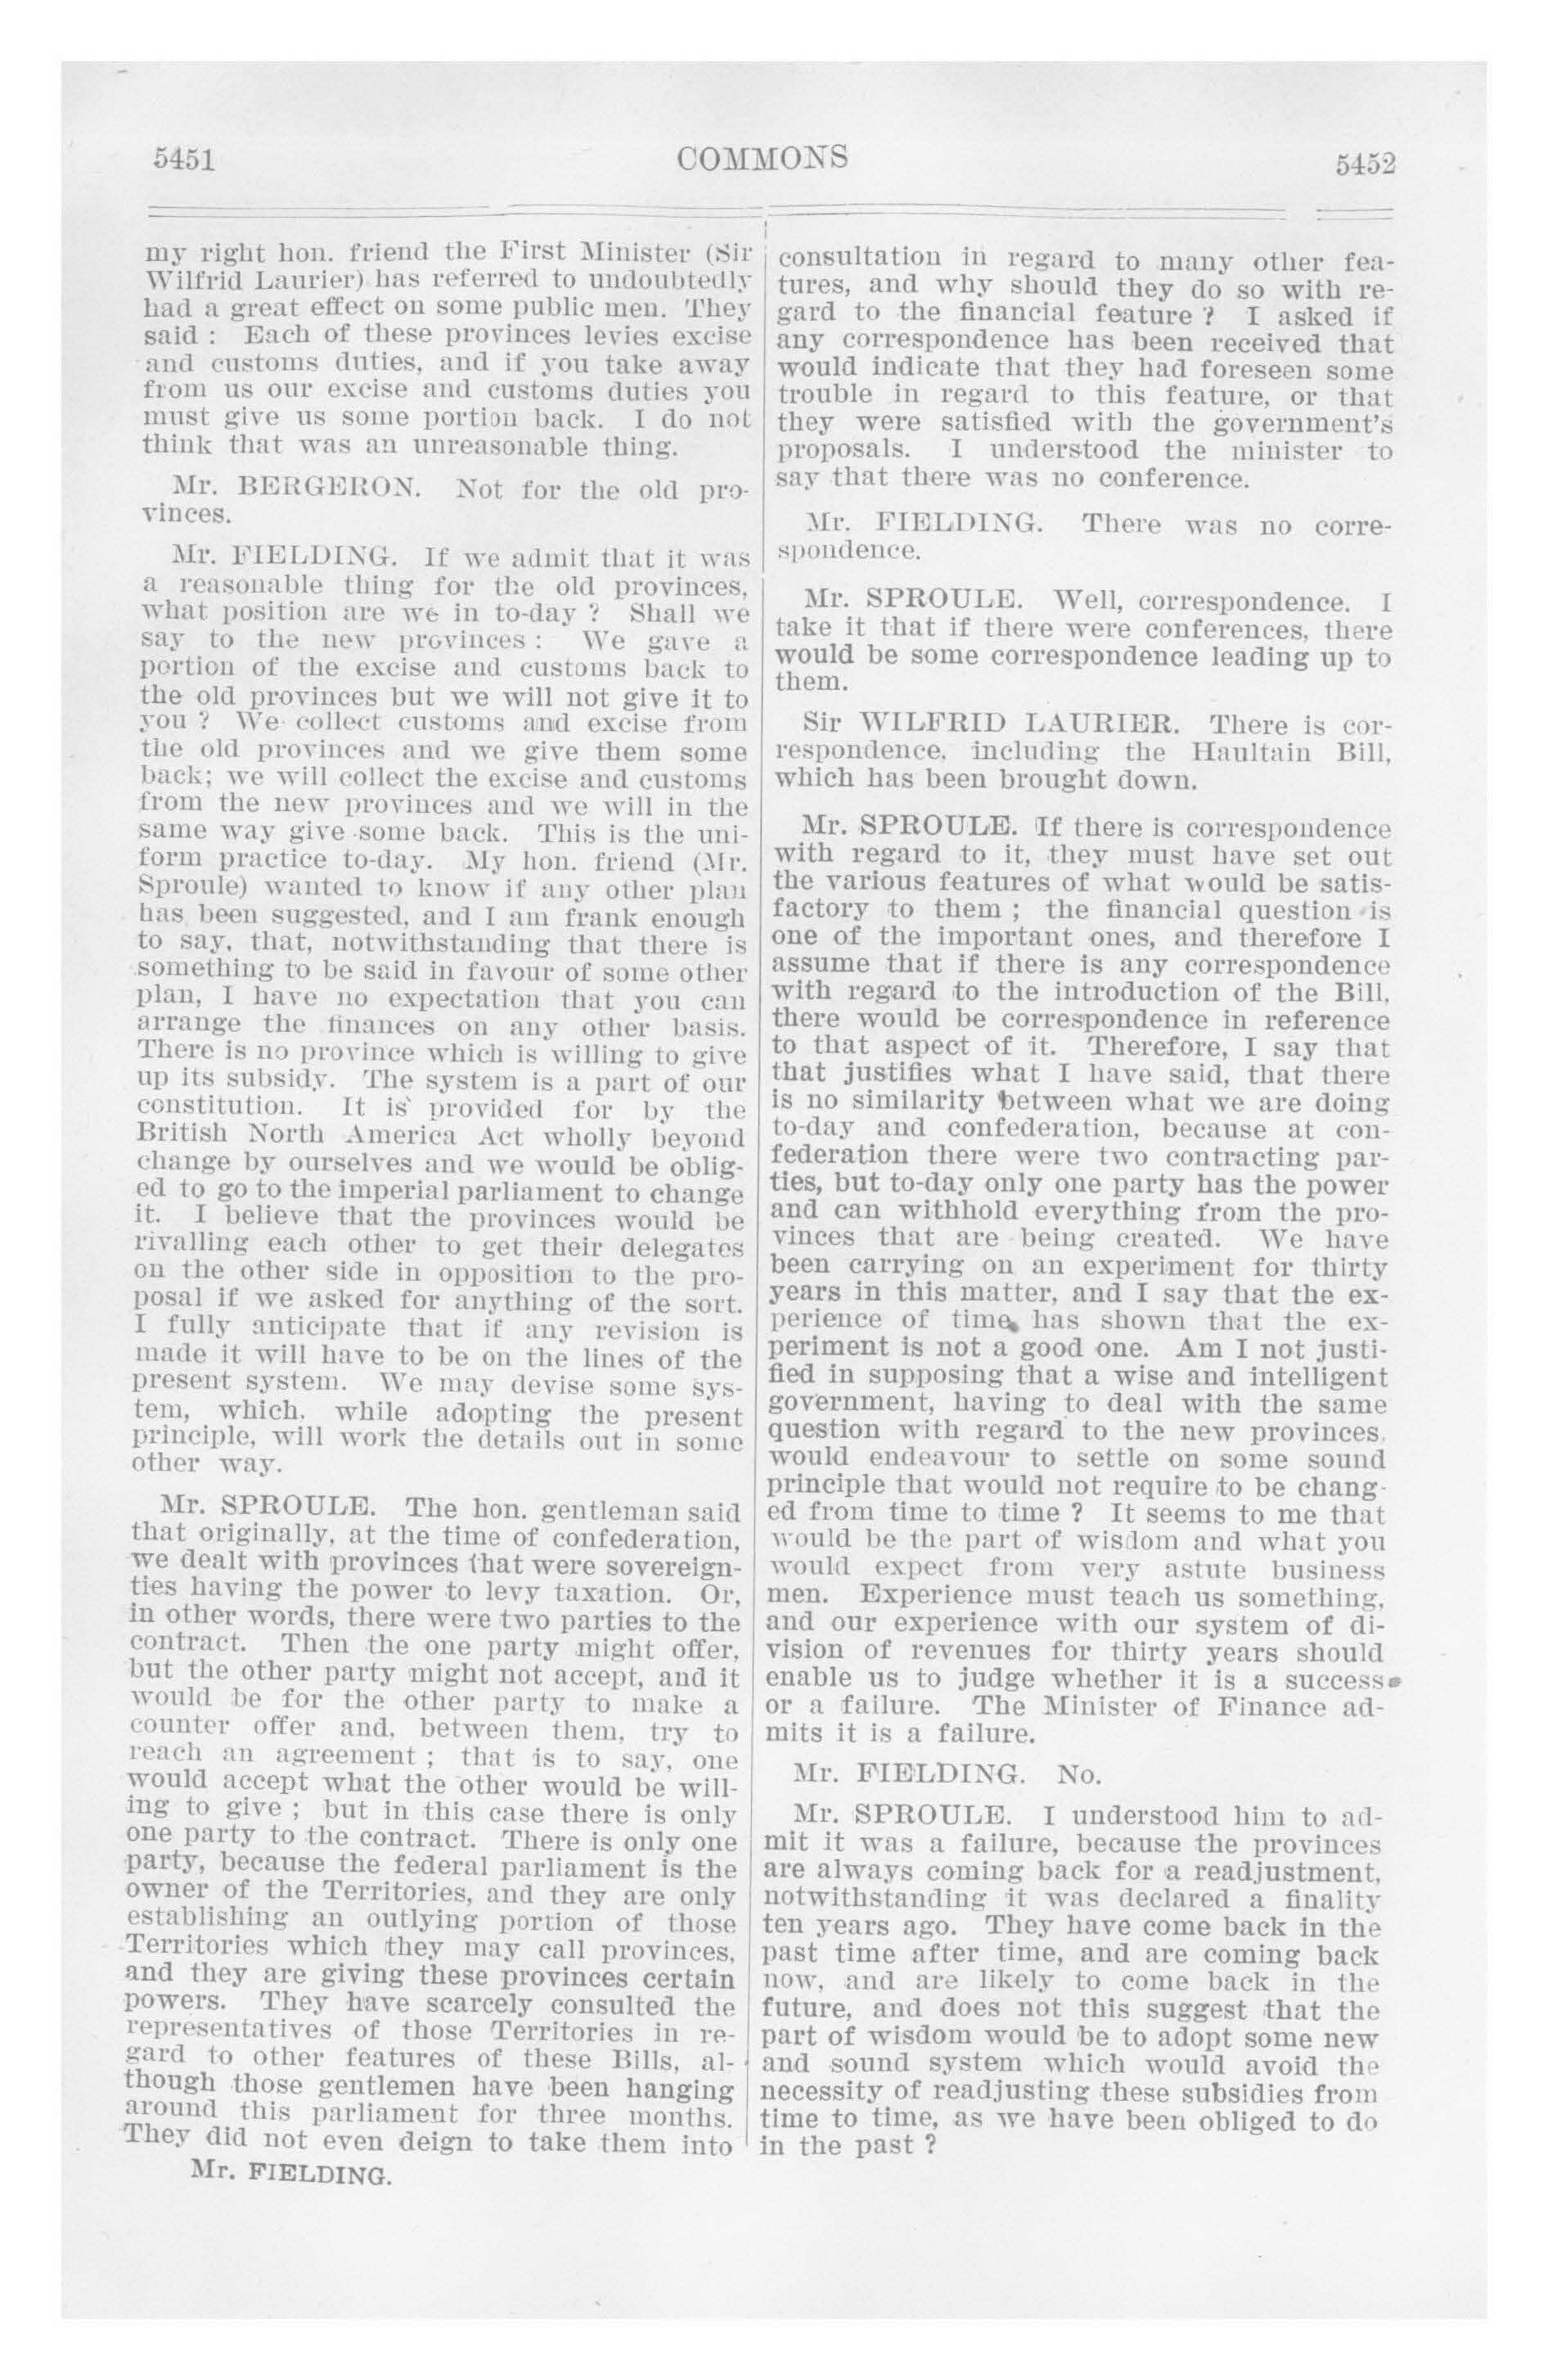 5451
COMMONS
5452
my right hon. friend the First Minister (Sir
Wilfrid Laurier) has referred to undoubtedly
had a great effect on some public men. They
said : Each of these provinces levies excise
and customs duties, and if you take away
from us our excise and customs duties you
must give us some portion back. I do not
think that was an unreasonable thing.
Mr. BERGERON. Not for the old pro-
vinces.
Mr. FIELDING. If we admit that it was
a reasonable thing for the old provinces,
what position are we in to-day ? Shall we
say to the new provinces : We gave a
portion of the excise and customs back to
the old provinces but we will not give it to
you ? We collect customs and excise from
the old provinces and we give them some
back; we will collect the excise and customs
from the new provinces and we will in the
same way give some back. This is the uni-
form practice to-day. My hon. friend (Mr.
Sproule) wanted to know if any other plan
has been suggested, and I am frank enough
to say, that, notwithstanding that there is
something to be said in favour of some other
plan, I have no expectation that you can
arrange the finances on any other basis.
There is no province which is willing to give
up its subsidy. The system is a part of our
constitution. It is provided for by the
British North America Act wholly beyond
change by ourselves and we would be oblig-
ed to go to the imperial parliament to change
it. I believe that the provinces would be
rivalling each other to get their delegates
on the other side in opposition to the pro-
posal if we asked for anything of the sort.
I fully anticipate that if any revision is
made it will have to be on the lines of the
present system. We may devise some sys-
tem, which, while adopting the present
principle, will work the details out in some
other way.
Mr. SPROULE. The hon. gentleman said
that originally, at the time of confederation,
we dealt with provinces that were sovereign-
ties having the power to levy taxation. Or,
in other words, there were two parties to the
contract. Then the one party might offer,
but the other party might not accept, and it
would be for the other party to make a
counter offer and, between them, try to
reach an agreement ; that is to say, one
would accept what the other would be will-
ing to give ; but in this case there is only
one party to the contract. There is only one
party, because the federal parliament is the
owner of the Territories, and they are only
establishing an outlying portion of those
Territories which they may call provinces,
and they are giving these provinces certain
powers. They have scarcely consulted the
representatives of those Territories in re-
gard to other features of these Bills, al-
though those gentlemen have been hanging
around this parliament for three months.
They did not even deign to take them into
Mr. FIELDING.
consultation in regard to many other fea-
tures, and why should they do so with re-
gard to the financial feature ? I asked if
any correspondence has been received that
would indicate that they had foreseen some
trouble in regard to this feature, or that
they were satisfied with the government's
proposals. I understood the minister to
say that there was no conference.
Mr. FIELDING. There was no corre-
spondence.
Mr. SPROULE. Well, correspondence. I
take it that if there were conferences, there
would be some correspondence leading up to
them.
Sir WILFRID LAURIER. There is cor-
respondence, including the Haultain Bill,
which has been brought down.
Mr. SPROULE. If there is correspondence
with regard to it, they must have set out
the various features of what would be satis-
factory to them ; the financial question is
one of the important ones, and therefore I
assume that if there is any correspondence
with regard to the introduction of the Bill,
there would be correspondence in reference
to that aspect of it. Therefore, I say that
that justifies what I have said, that there
is no similarity between what we are doing
to-day and confederation, because at con-
federation there were two contracting par-
ties, but to-day only one party has the power
and can withhold everything from the pro-
vinces that are being created. We have
been carrying on an experiment for thirty
years in this matter, and I say that the ex-
perience of time has shown that the ex-
periment is not a good one. Am I not justi-
fied in supposing that a wise and intelligent
government, having to deal with the same
question with regard to the new provinces,
would endeavour to settle on some sound
principle that would not require to be chang-
ed from time to time ? It seems to me that
would be the part of wisdom and what you
would expect from very astute business
men. Experience must teach us something,
and our experience with our system of di-
vision of revenues for thirty years should
enable us to judge whether it is a success
or a failure. The Minister of Finance ad-
mits it is a failure.
Mr. FIELDING. No.
Mr. SPROULE. I understood him to ad-
mit it was a failure, because the provinces
are always coming back for a readjustment,
notwithstanding it was declared a finality
ten years ago. They have come back in the
past time after time, and are coming back
now, and are likely to come back in the
future, and does not this suggest that the
part of wisdom would be to adopt some new
and sound system which would avoid the
necessity of readjusting these subsidies from
time to time, as we have been obliged to do
in the past ?